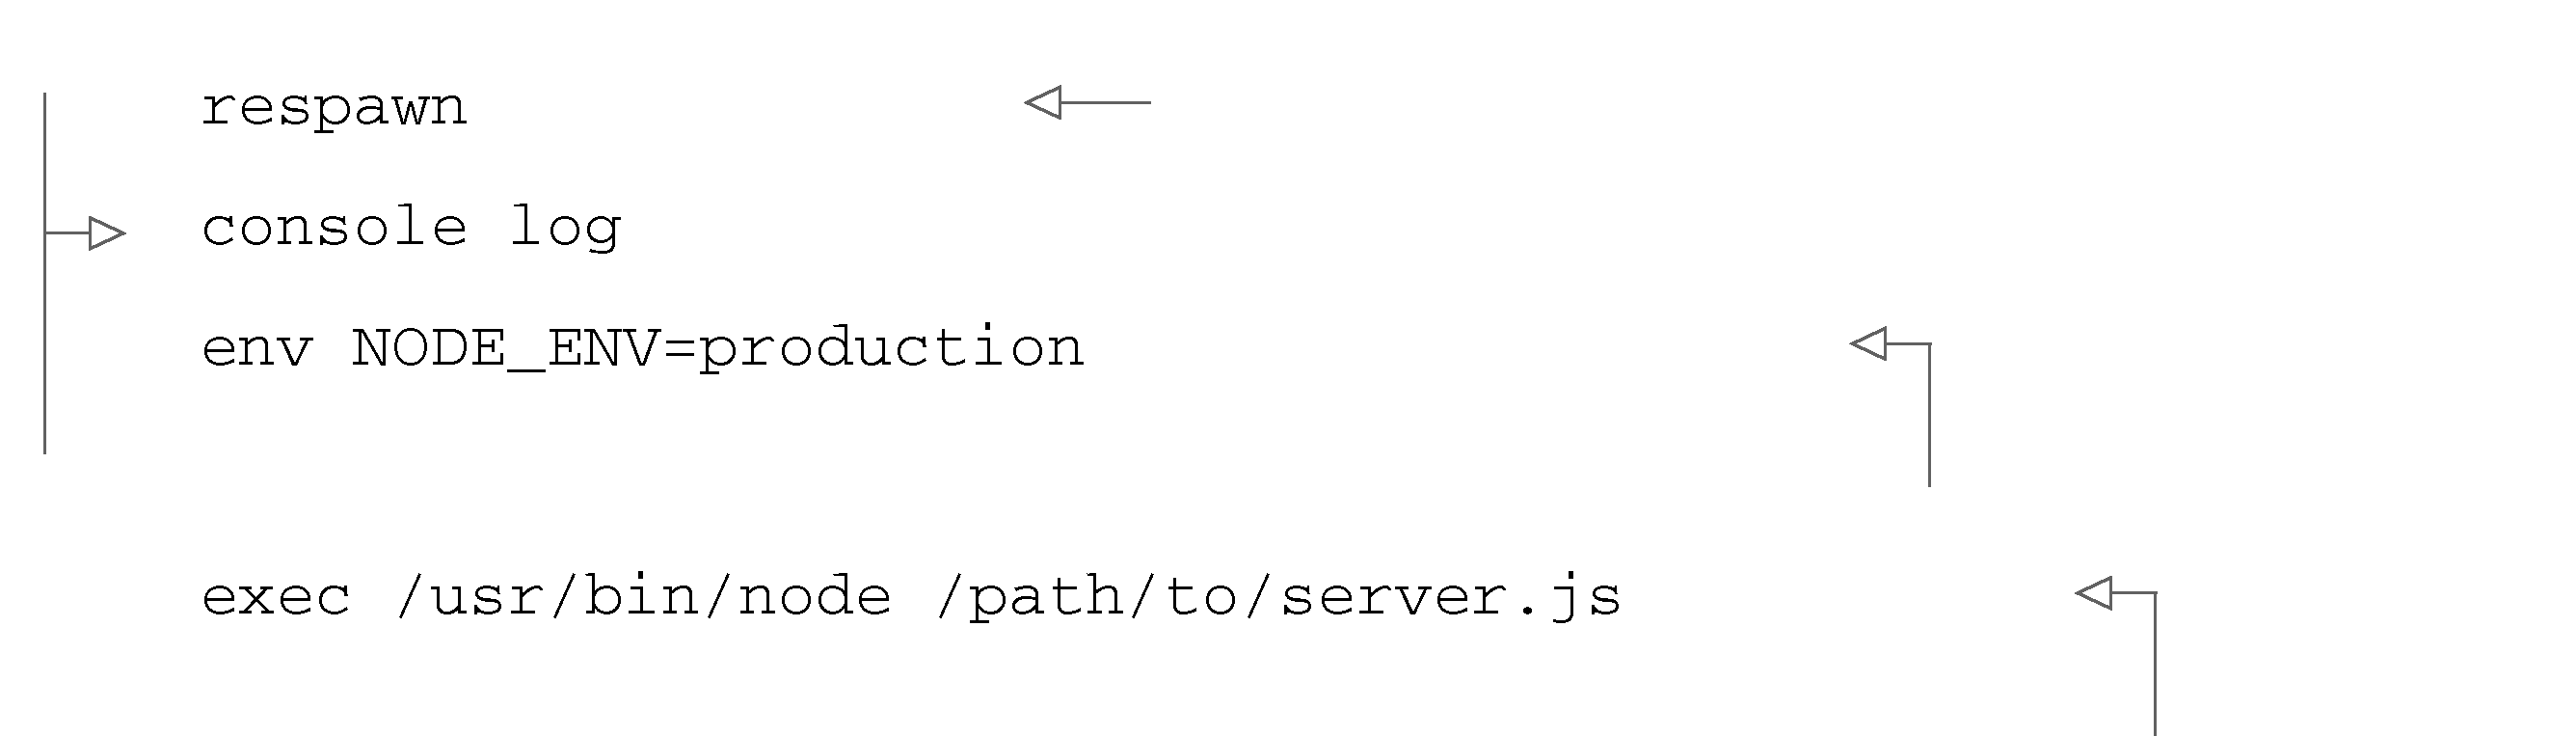 respawn
console log
env NODE_ENV=production
exec /usr/bin/node /path/to/server.js